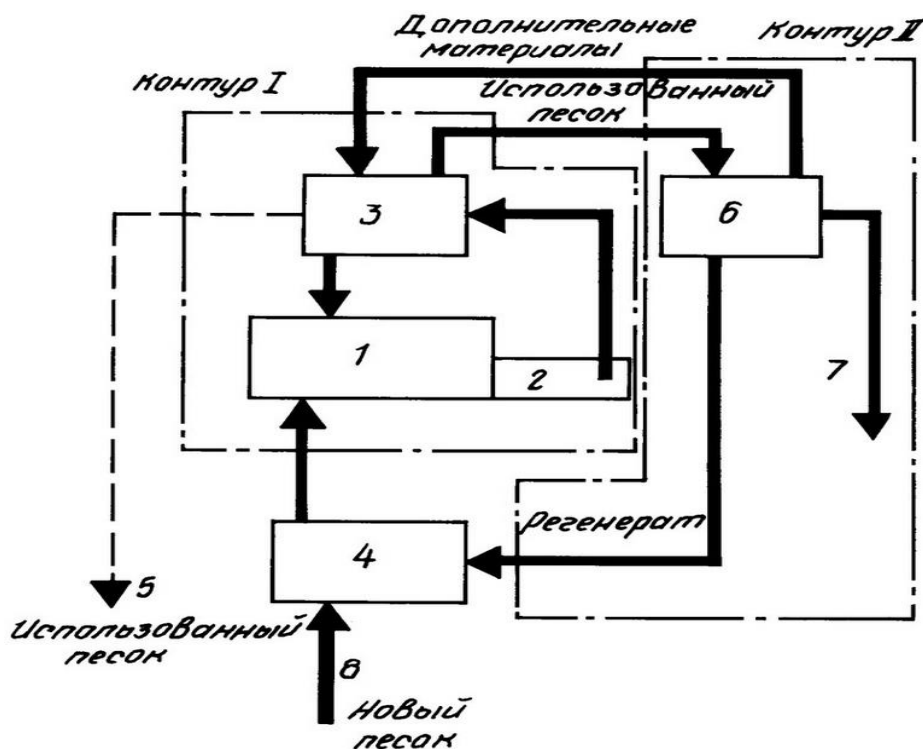 Дополнительные
материалы
Контур II
Контур I
Использованный
песок
3
6
1
2
7
Регенерат
4
5
Использованный
песок
8
Новый
песок